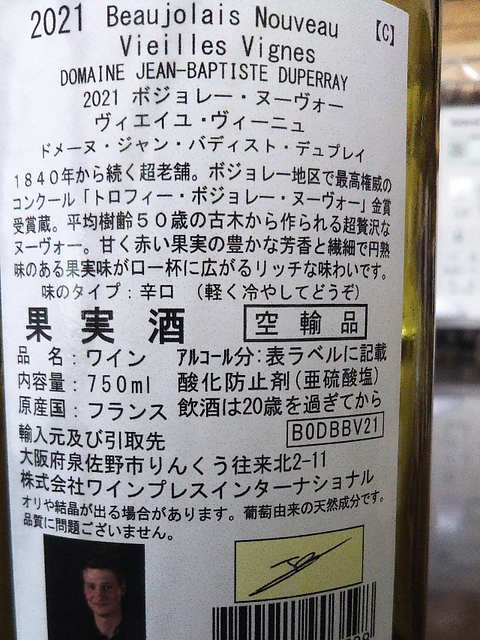 2021 Beaujolais Nouveau 【C】
Vieilles Vignes
DOMAINE JEAN-BAPTISTE DUPERRAY
2021 ボジョレー・ヌーヴォー
ヴィエイユ・ヴィーニュ
ドメーヌ・ジャン・バティスト・デュプレイ
1840年から続く超老舗。ボジョレー地区で最高権威の
コンクール「トロフィー・ボジョレー・ヌーヴォー」金賞
受賞蔵。平均樹齢50歳の古木から作られる超贅沢な
ヌーヴォー。甘く赤い果実の豊かな芳香と繊細で円熟
味のある果実味が口一杯に広がるリッチな味わいです。
味のタイプ：辛口 （軽く冷やしてどうぞ）
果実酒 空輸品
品 名：ワイン アルコール分：表ラベルに記載
内容量：750ml 酸化防止剤(亜硫酸塩)
原産国：フランス 飲酒は20歳を過ぎてから
輸入元及び引取先 BODBBV21
大阪府泉佐野市りんくう往来北2-11
株式会社ワインプレスインターナショナル
オリや結晶が出る場合があります。葡萄由来の天然成分です。
品質に問題ございません。